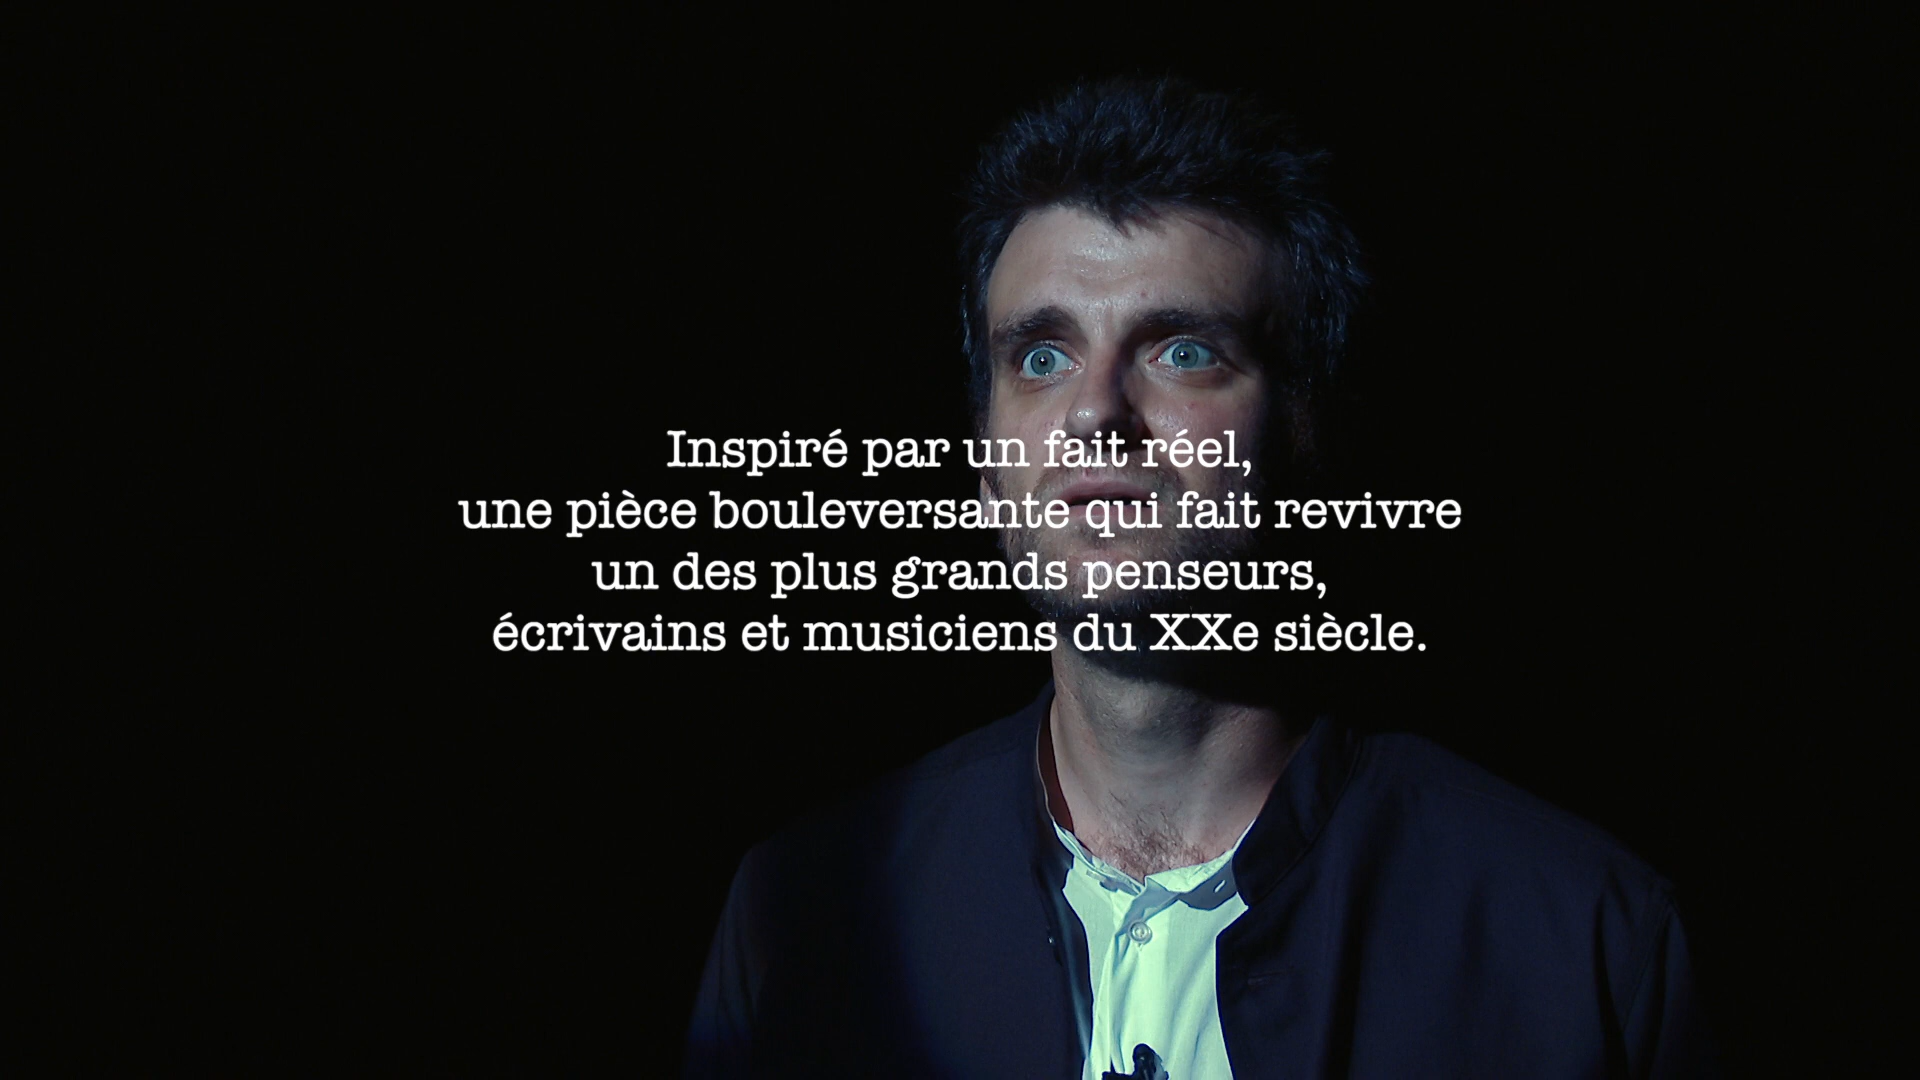 Inspiré par un fait réel,
une pièce bouleversante qui fait revivre
un des plus grands penseurs,
écrivains et musiciens du XXe siècle.